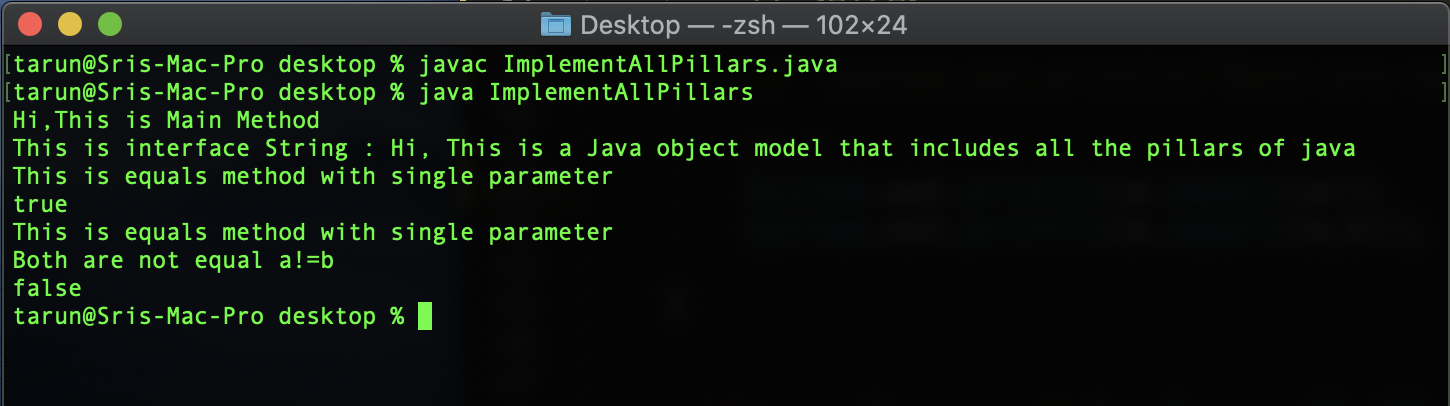 Desktop — -zsh — 102×24
[tarun@Sris-Mac-Pro desktop % javac ImplementAllPillars.java ]
[tarun@Sris-Mac-Pro desktop % java ImplementAllPillars ]
Hi,This is Main Method
This is interface String : Hi, This is a Java object model that includes all the pillars of java
This is equals method with single parameter
true
This is equals method with single parameter
Both are not equal a!=b
false
tarun@Sris-Mac-Pro desktop %